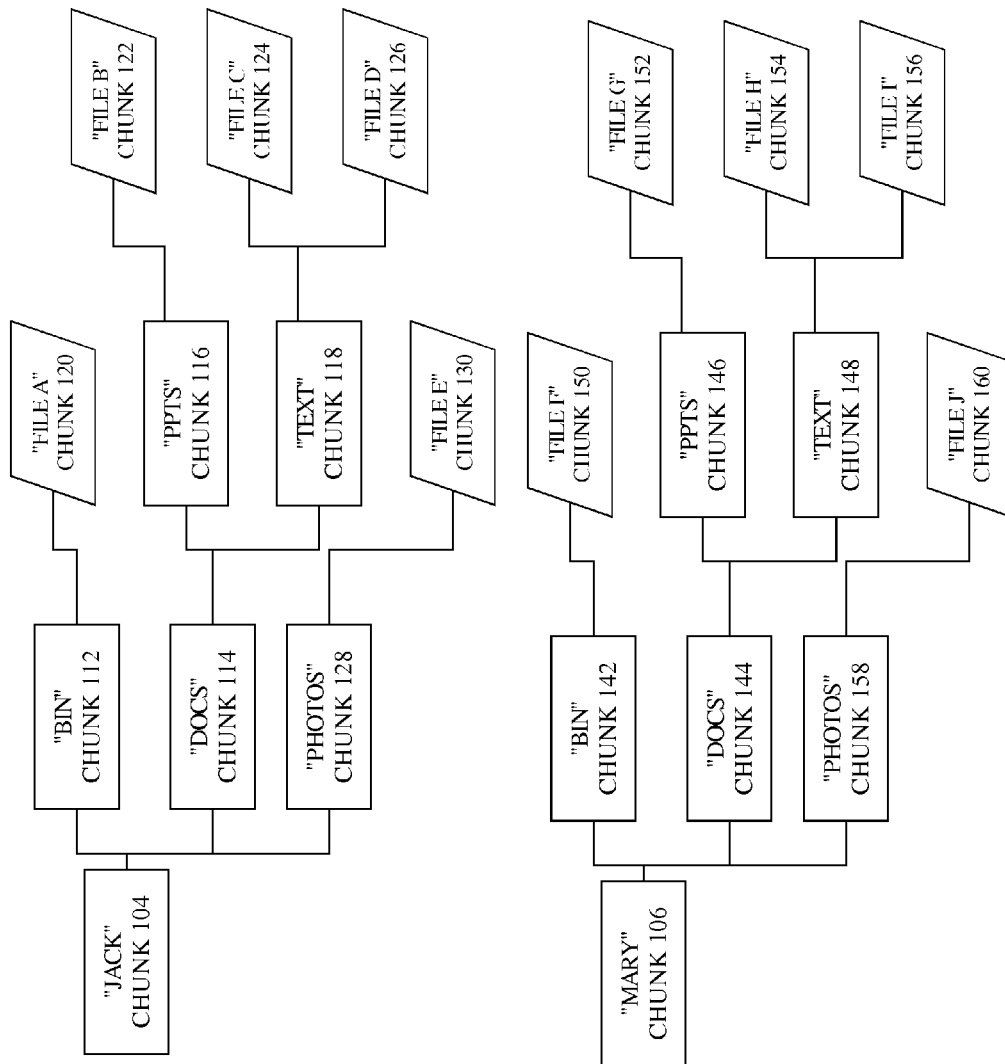 "JACK"
CHUNK 104
"BIN"
CHUNK 112
"FILE A"
CHUNK 120
"DOCS"
CHUNK 114
"PPTS"
CHUNK 116
"FILE B"
CHUNK 122
"TEXT"
CHUNK 118
"FILE C"
CHUNK 124
"FILE D"
CHUNK 126
"PHOTOS"
CHUNK 128
"FILE E"
CHUNK 130
"MARY"
CHUNK 106
"BIN"
CHUNK 142
"FILE F"
CHUNK 150
"DOCS"
CHUNK 144
"PPTS"
CHUNK 146
"FILE G"
CHUNK 152
"TEXT"
CHUNK 148
"FILE H"
CHUNK 154
"FILE I"
CHUNK 156
"PHOTOS"
CHUNK 158
"FILE J"
CHUNK 160